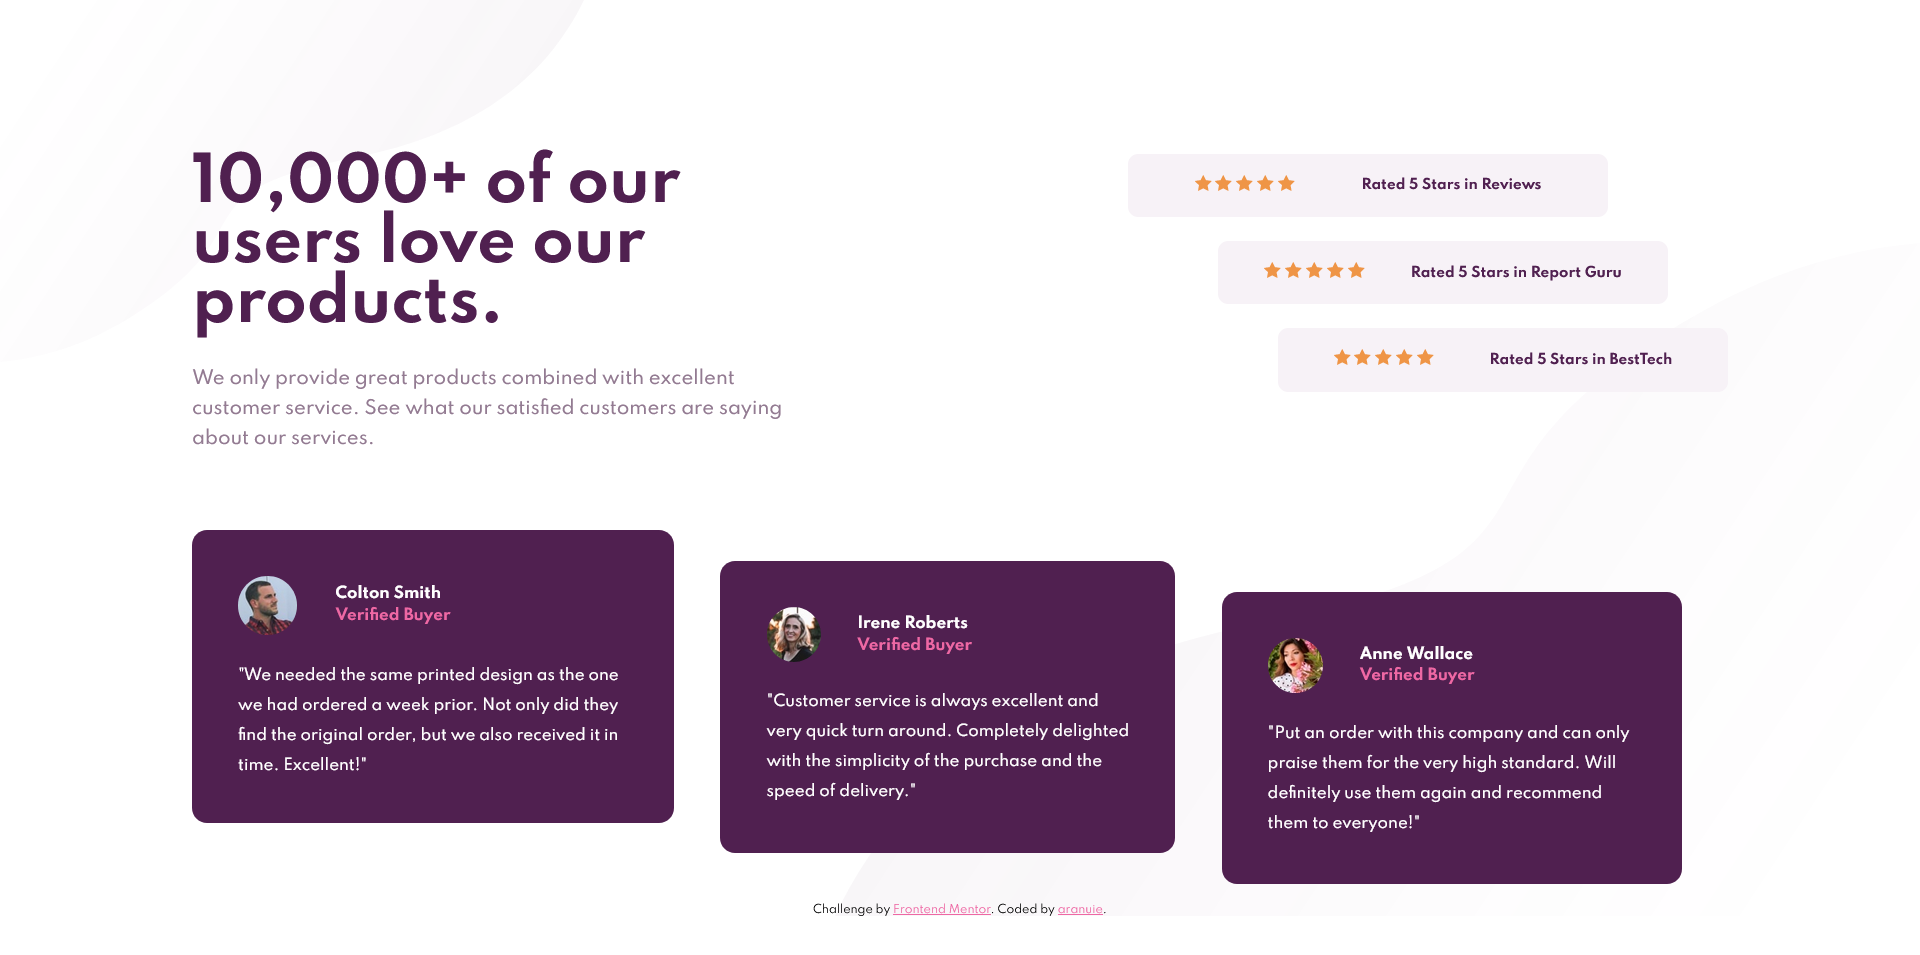 10,000+ of our
users love our
products.
We only provide great products combined with excellent
customer service. See what our satisfied customers are saying
about our services.
Rated 5 Stars in Reviews
Rated 5 Stars in Report Guru
Rated 5 Stars in BestTech
Colton Smith
Verified Buyer
"We needed the same printed design as the one
we had ordered a week prior. Not only did they
find the original order, but we also received it in
time. Excellent!"
Irene Roberts
Verified Buyer
"Customer service is always excellent and
very quick turn around. Completely delighted
with the simplicity of the purchase and the
speed of delivery."
Anne Wallace
Verified Buyer
"Put an order with this company and can only
praise them for the very high standard. Will
definitely use them again and recommend
them to everyone!"
Challenge by Frontend Mentor. Coded by aranuie.